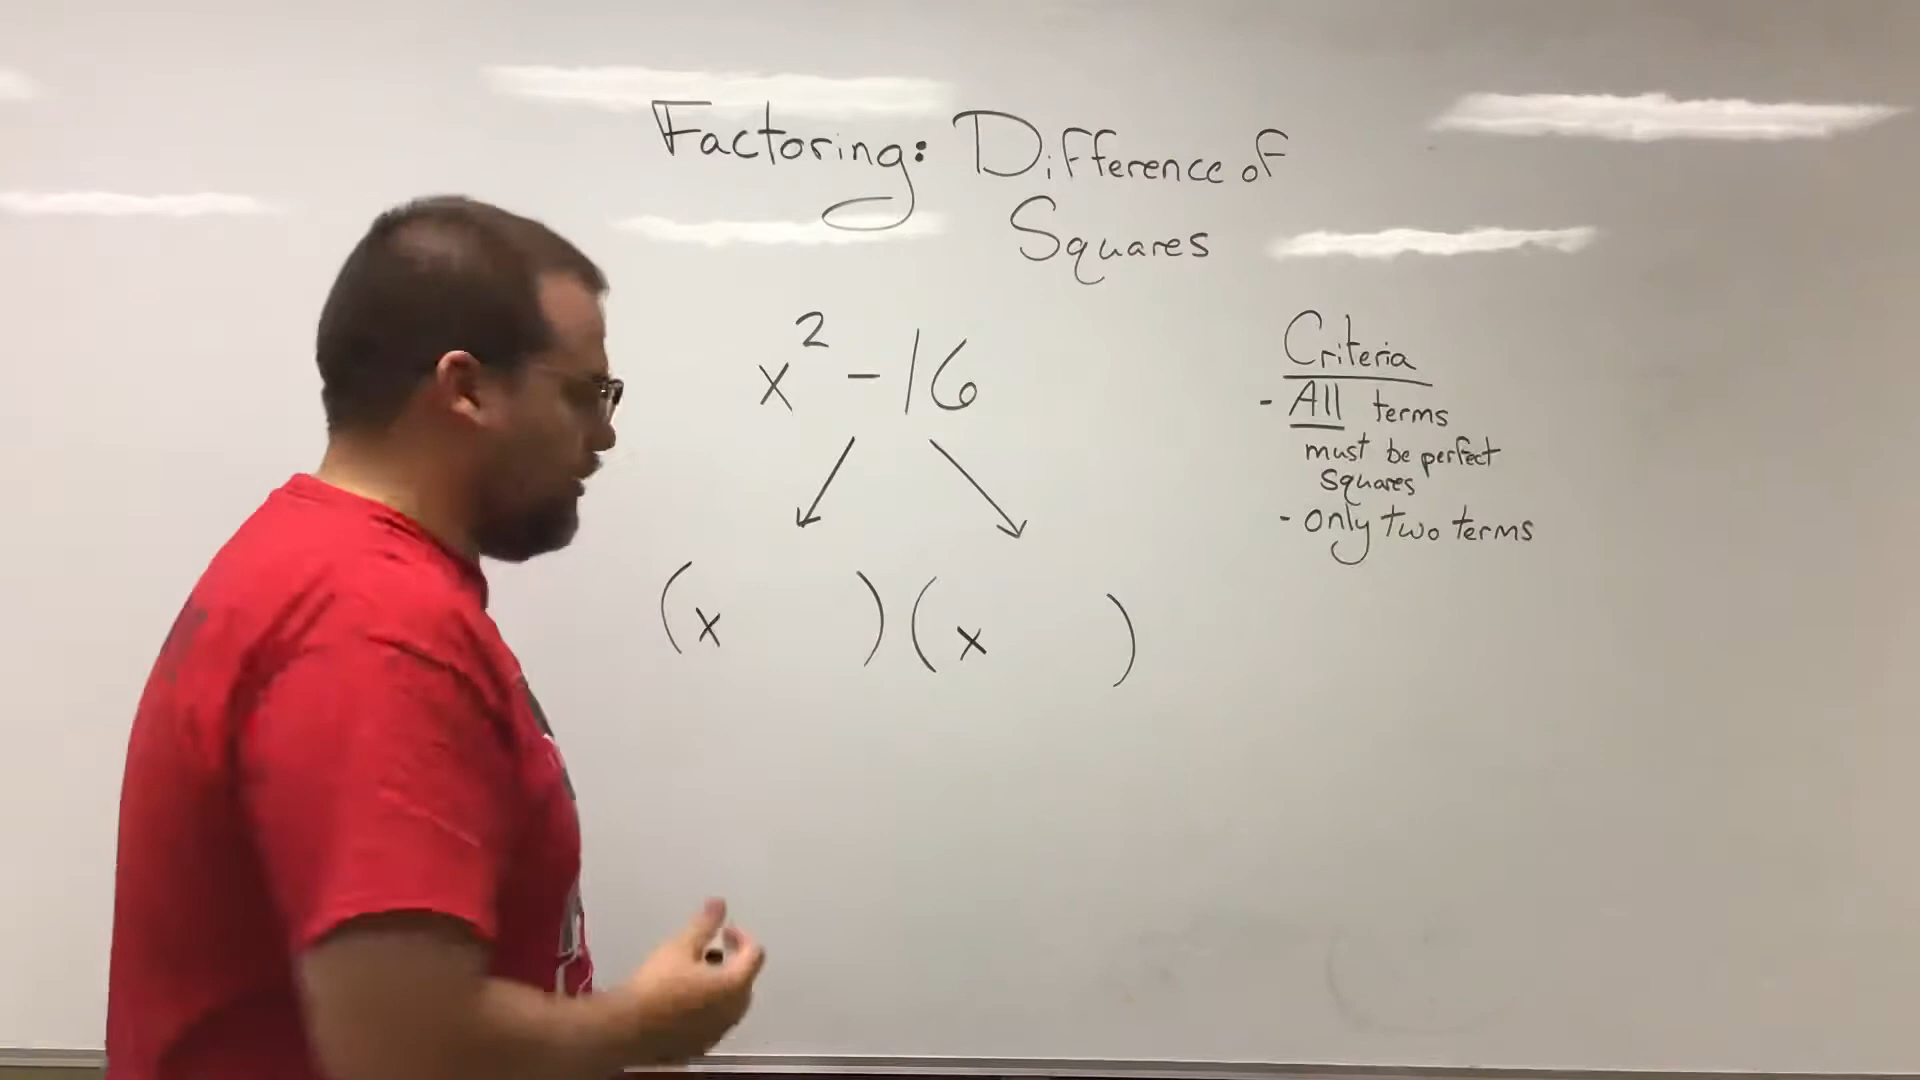 Factoring: Difference of
Squares
x² - 16
(x    )(x    )
Criteria
- All terms
must be perfect
squares
- only two terms